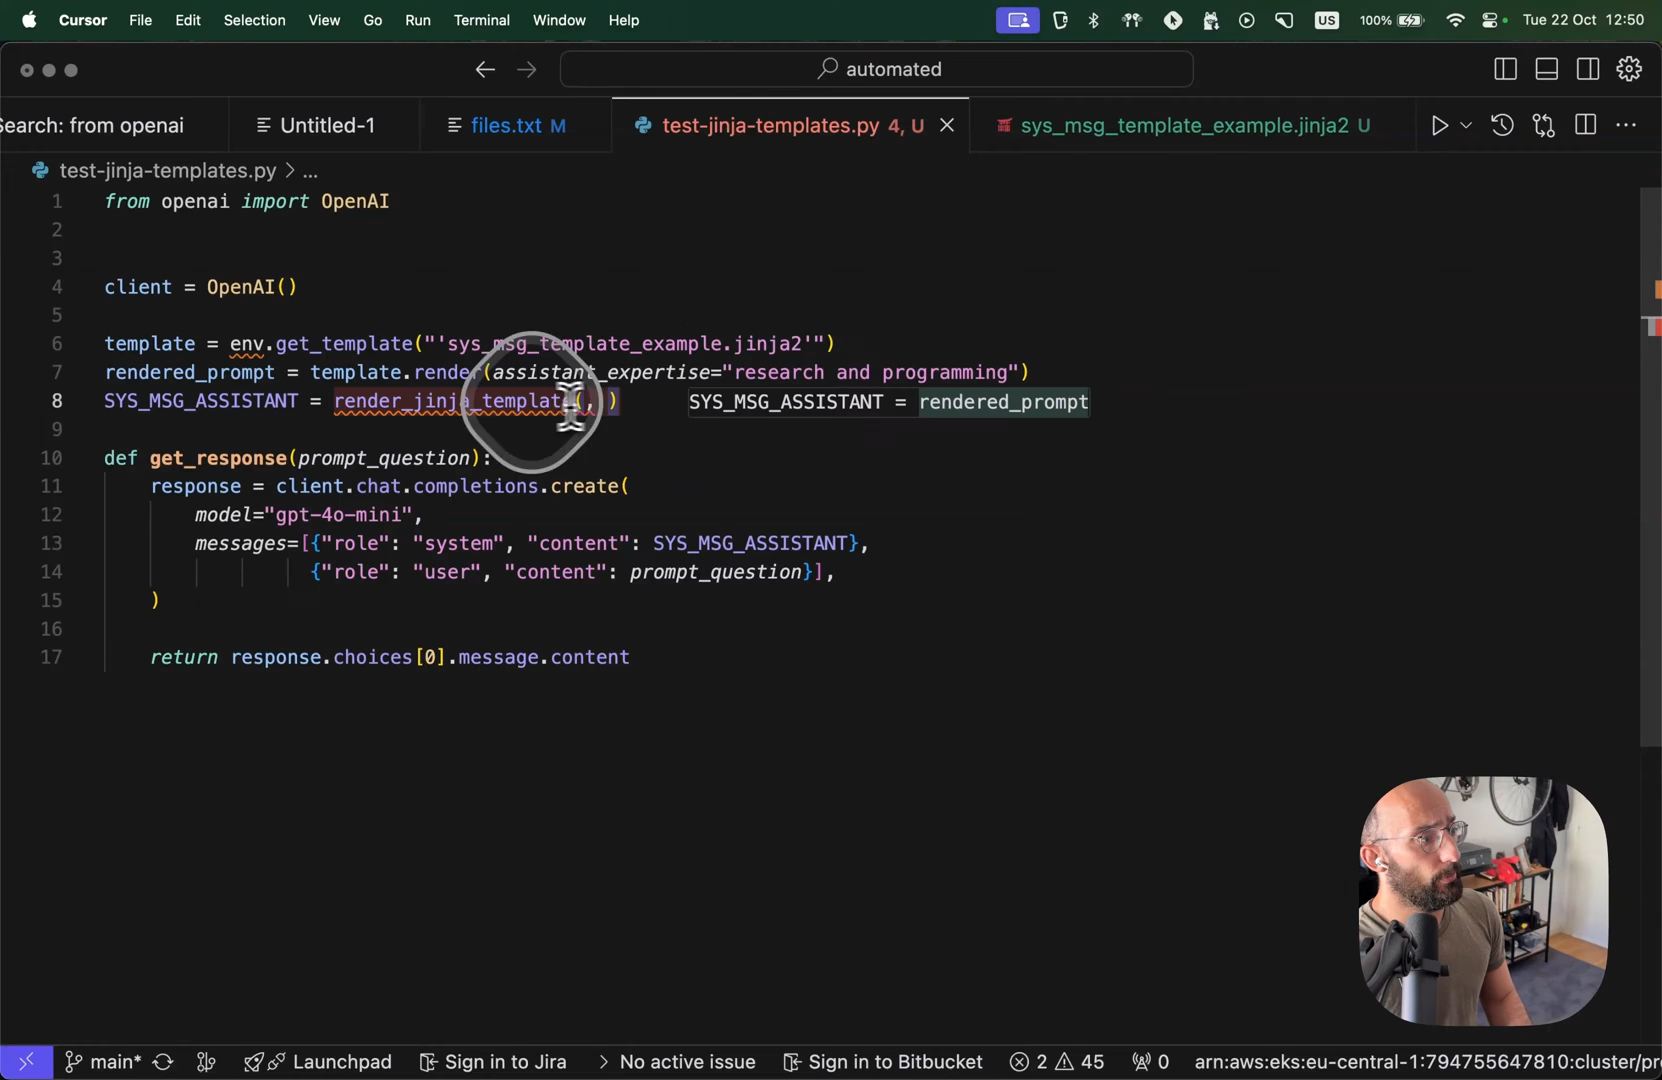 Cursor File Edit Selection View Go Run Terminal Window Help US 100% Tue 22 Oct 12:50
automated
Search: from openai Untitled-1 files.txt M test-jinja-templates.py 4, U sys_msg_template_example.jinja2 U
test-jinja-templates.py > ...
1 from openai import OpenAI
2
3
4 client = OpenAI()
5
6 template = env.get_template("'sys_msg_template_example.jinja2'")
7 rendered_prompt = template.render(assistant_expertise="research and programming")
8 SYS_MSG_ASSISTANT = render_jinja_template(, ) SYS_MSG_ASSISTANT = rendered_prompt
9
10 def get_response(prompt_question):
11 response = client.chat.completions.create(
12 model="gpt-4o-mini",
13 messages=[{"role": "system", "content": SYS_MSG_ASSISTANT},
14 {"role": "user", "content": prompt_question}],
15 )
16
17 return response.choices[0].message.content
main* Launchpad Sign in to Jira No active issue Sign in to Bitbucket 2 45 0 arn:aws:eks:eu-central-1:794755647810:cluster/pr